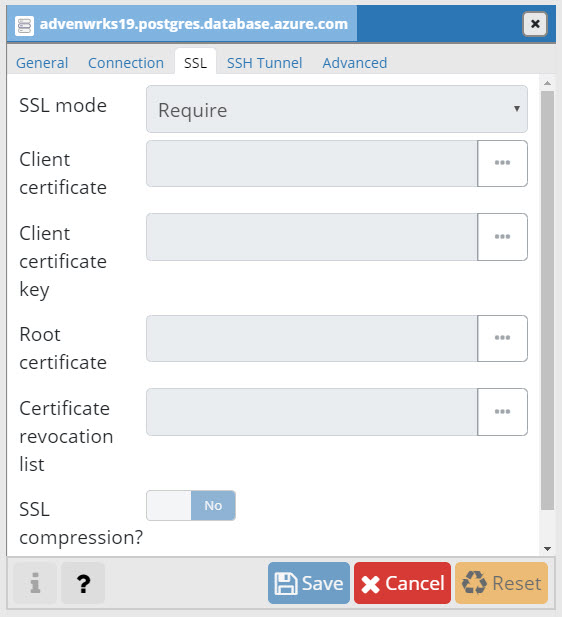 advenwrks19.postgres.database.azure.com
General Connection SSL SSH Tunnel Advanced
SSL mode
Require
Client
certificate
Client
certificate
key
Root
certificate
Certificate
revocation
list
SSL
compression?
No
Save Cancel Reset